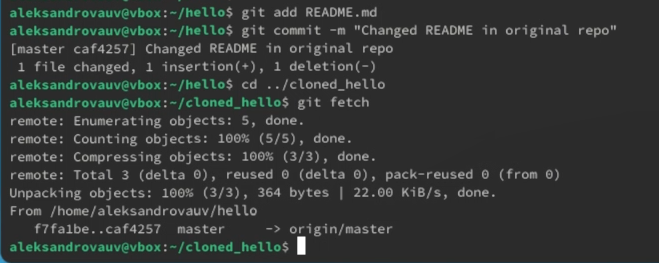 aleksandrovauv@vbox:~/hello$ git add README.md
aleksandrovauv@vbox:~/hello$ git commit -m "Changed README in original repo"
[master caf4257] Changed README in original repo
 1 file changed, 1 insertion(+), 1 deletion(-)
aleksandrovauv@vbox:~/hello$ cd ../cloned_hello
aleksandrovauv@vbox:~/cloned_hello$ git fetch
remote: Enumerating objects: 5, done.
remote: Counting objects: 100% (5/5), done.
remote: Compressing objects: 100% (3/3), done.
remote: Total 3 (delta 0), reused 0 (delta 0), pack-reused 0 (from 0)
Unpacking objects: 100% (3/3), 364 bytes | 22.00 KiB/s, done.
From /home/aleksandrovauv/hello
   f7fa1be..caf4257  master     -> origin/master
aleksandrovauv@vbox:~/cloned_hello$